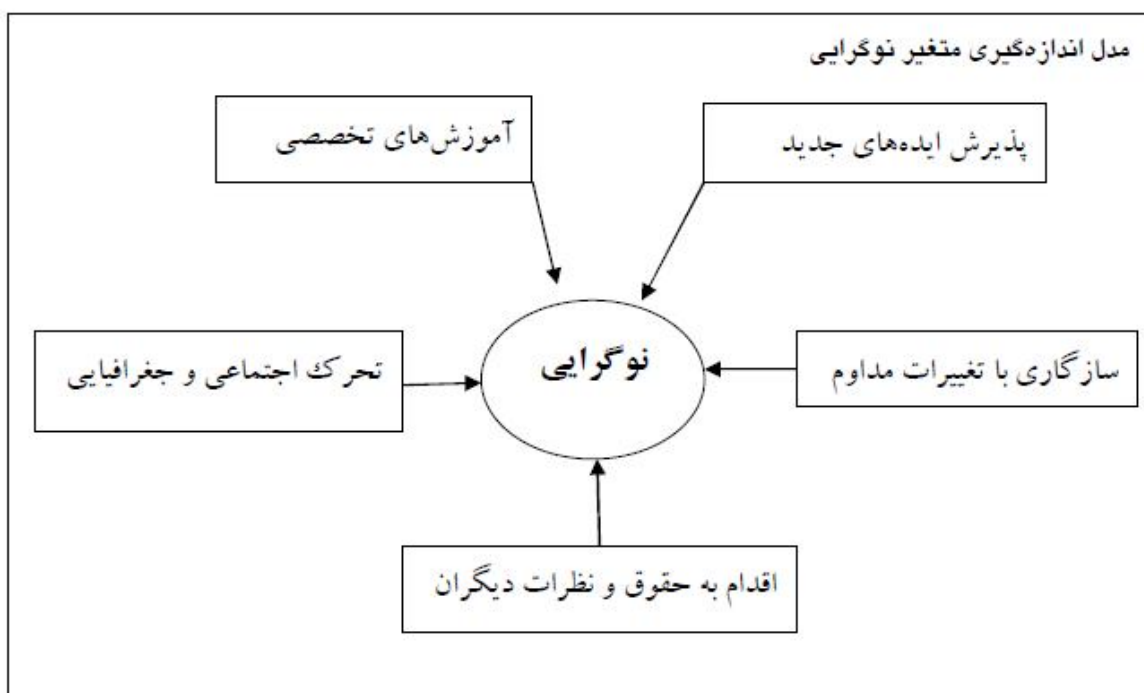 مدل اندازه‌گیری متغیر نوگرایی
پذیرش ایده‌های جدید
آموزش‌های تخصصی
نوگرایی
سازگاری با تغییرات مداوم
تحرک اجتماعی و جغرافیایی
اقدام به حقوق و نظرات دیگران